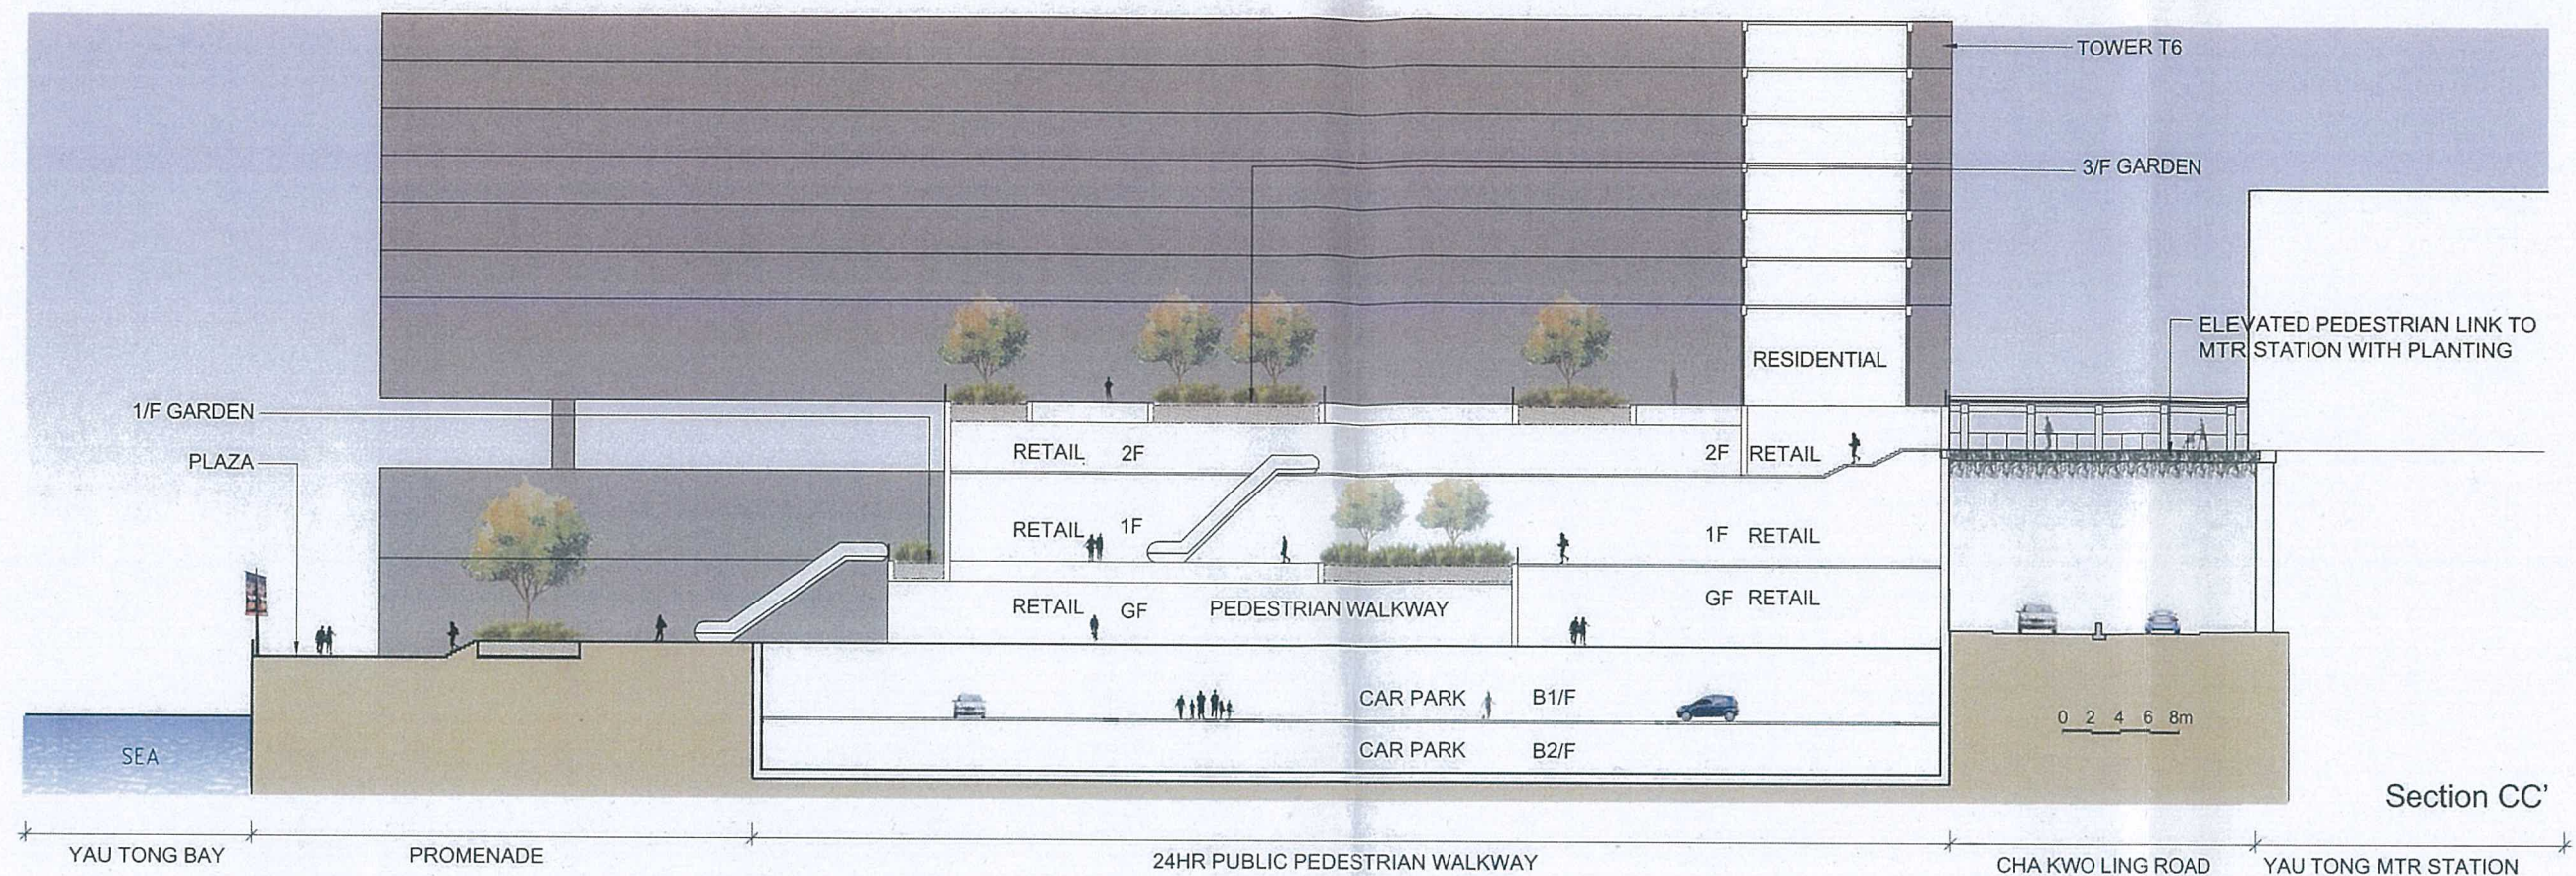 TOWER T6
3/F GARDEN
ELEVATED PEDESTRIAN LINK TO
MTR STATION WITH PLANTING
RESIDENTIAL
1/F GARDEN
PLAZA
RETAIL 2F
2F RETAIL
RETAIL 1F
1F RETAIL
RETAIL GF
PEDESTRIAN WALKWAY
GF RETAIL
CAR PARK B1/F
CAR PARK B2/F
0 2 4 6 8m
SEA
Section CC'
YAU TONG BAY
PROMENADE
24HR PUBLIC PEDESTRIAN WALKWAY
CHA KWO LING ROAD
YAU TONG MTR STATION